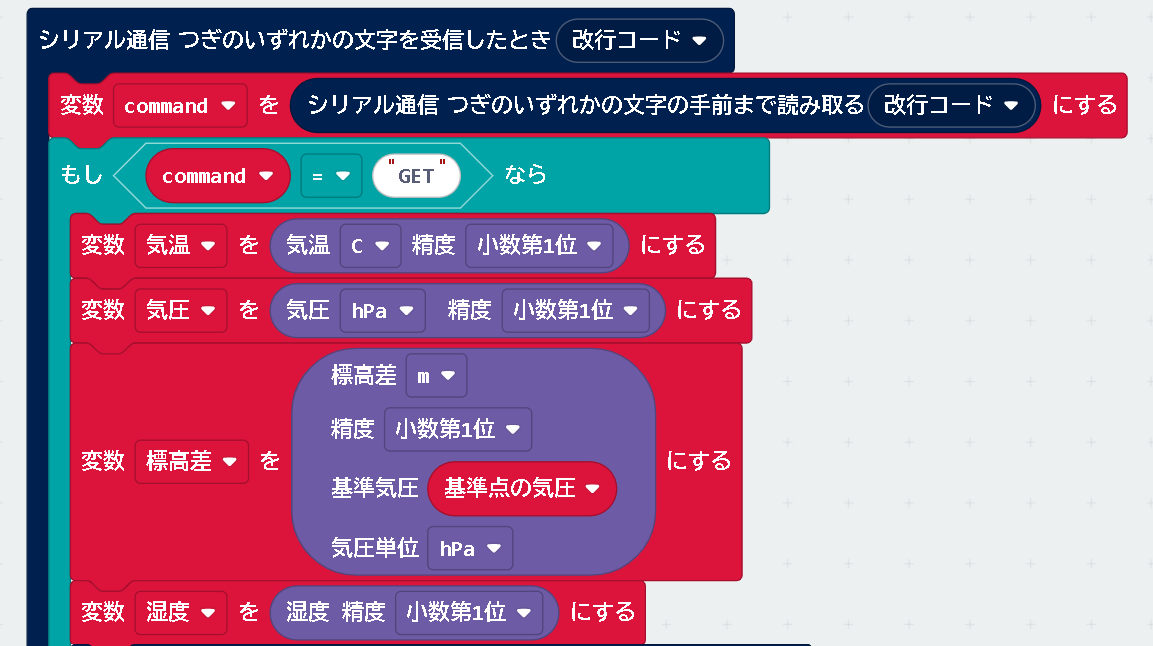 シリアル通信 つぎのいずれかの文字を受信したとき 改行コード
変数 command を シリアル通信 つぎのいずれかの文字の手前まで読み取る 改行コード にする
もし command = "GET" なら
変数 気温 を 気温 C 精度 小数第1位 にする
変数 気圧 を 気圧 hPa 精度 小数第1位 にする
標高差 m
精度 小数第1位
変数 標高差 を にする
基準気圧 基準点の気圧
気圧単位 hPa
変数 湿度 を 湿度 精度 小数第1位 にする